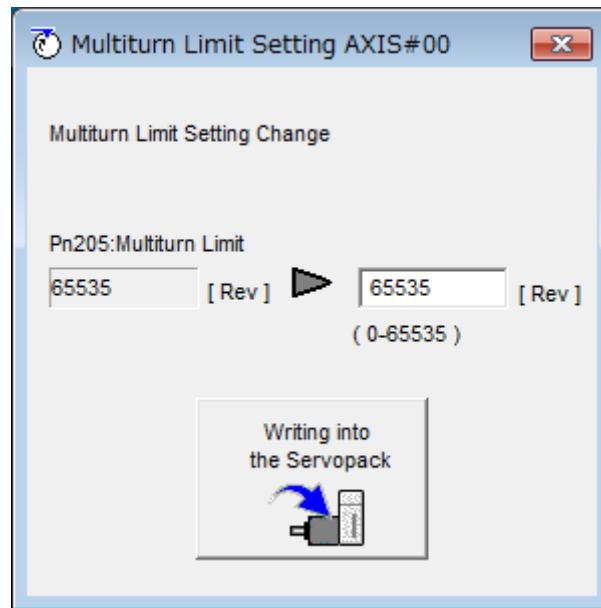 Multiturn Limit Setting AXIS#00
Multiturn Limit Setting Change
Pn205:Multiturn Limit
65535 [ Rev ] 65535 [ Rev ]
( 0-65535 )
Writing into
the Servopack